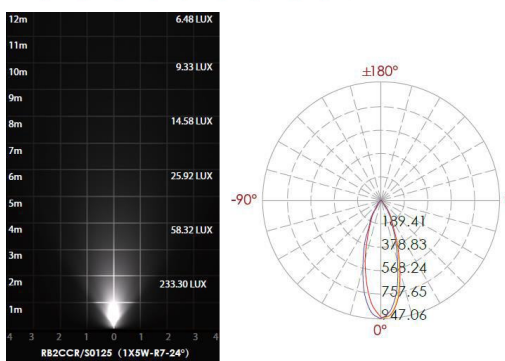 12m 6.48 LUX
11m
10m 9.33 LUX
9m
8m 14.58 LUX
7m
6m 25.92 LUX
5m
4m 58.32 LUX
3m
2m 233.30 LUX
1m
4 3 2 1 0 1 2 3 4
RB2CCR/S0125（1X5W-R7-24°）
±180°
-90°
189.41
378.83
568.24
757.65
947.06
0°